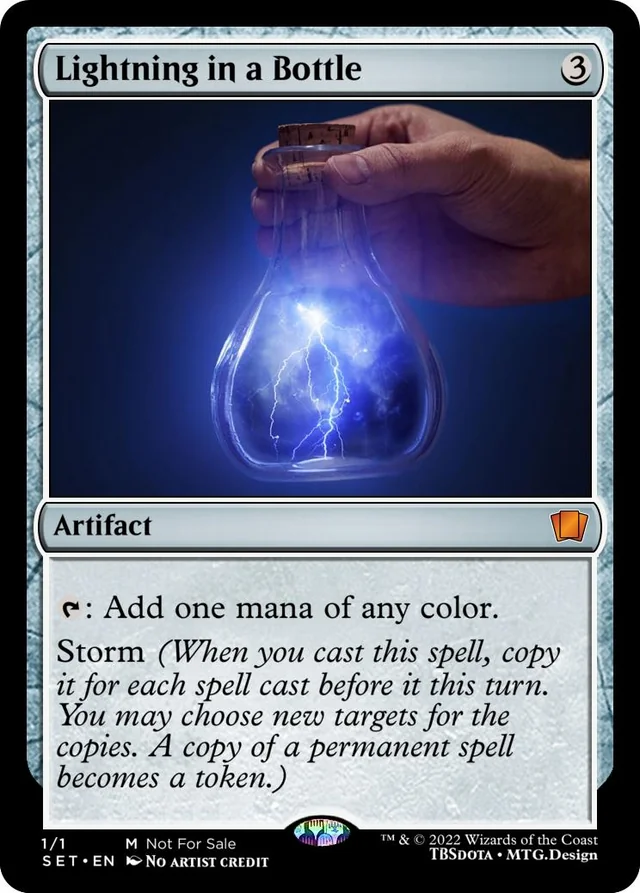 Lightning in a Bottle 3
Artifact
: Add one mana of any color.
Storm (When you cast this spell, copy
it for each spell cast before it this turn.
You may choose new targets for the
copies. A copy of a permanent spell
becomes a token.)
1/1 M Not For Sale ™ & © 2022 Wizards of the Coast
SET • EN No artist credit TBSdota • MTG.Design